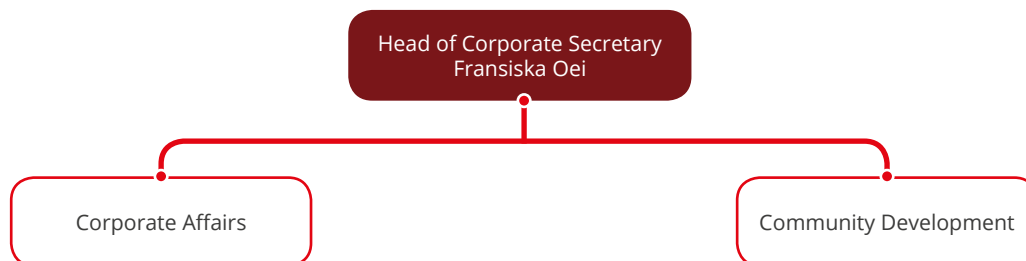 Head of Corporate Secretary
Fransiska Oei
Corporate Affairs
Community Development